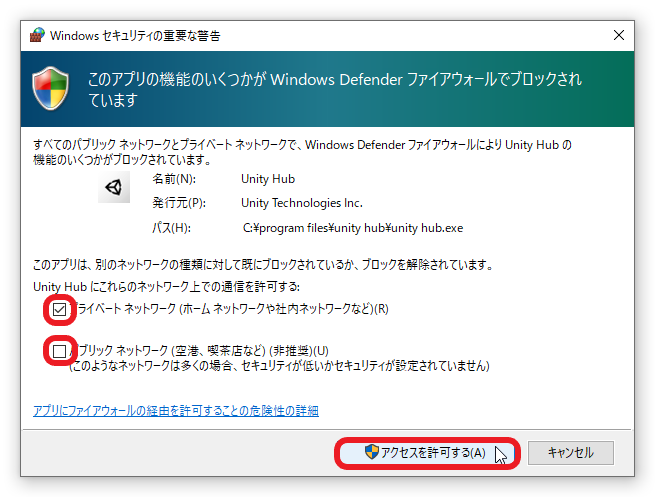 Windows セキュリティの重要な警告
このアプリの機能のいくつかが Windows Defender ファイアウォールでブロックされ
ています
すべてのパブリック ネットワークとプライベート ネットワークで、Windows Defender ファイアウォールにより Unity Hub の
機能のいくつかがブロックされています。
名前(N): Unity Hub
発行元(P): Unity Technologies Inc.
パス(H): C:¥program files¥unity hub¥unity hub.exe
このアプリは、別のネットワークの種類に対して既にブロックされているか、ブロックを解除されています。
Unity Hub にこれらのネットワーク上での通信を許可する:
プライベート ネットワーク (ホーム ネットワークや社内ネットワークなど)(R)
パブリック ネットワーク (空港、喫茶店など) (非推奨)(U)
(このようなネットワークは多くの場合、セキュリティが低いかセキュリティが設定されていません)
アプリにファイアウォールの経由を許可することの危険性の詳細
アクセスを許可する(A) キャンセル